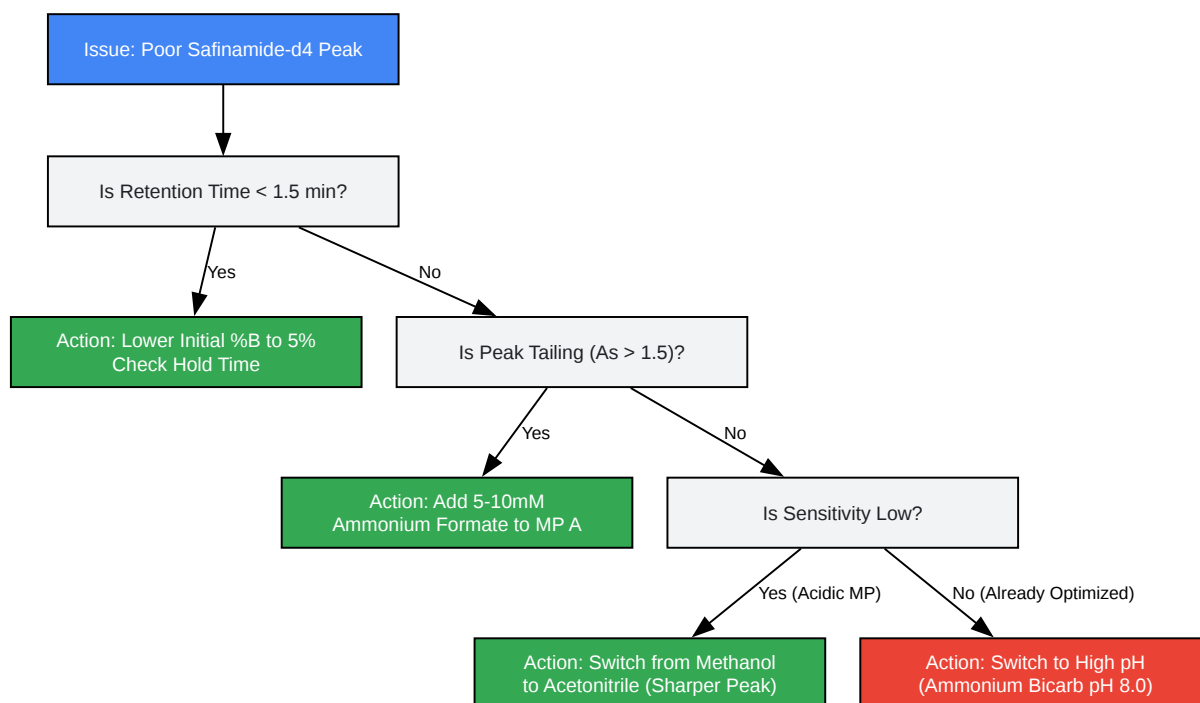 Issue: Poor Safinamide-d4 Peak
Is Retention Time < 1.5 min?
Yes
No
Action: Lower Initial %B to 5%
Check Hold Time
Is Peak Tailing (As > 1.5)?
Yes
No
Action: Add 5-10mM
Ammonium Formate to MP A
Is Sensitivity Low?
Yes (Acidic MP)
No (Already Optimized)
Action: Switch from Methanol
to Acetonitrile (Sharper Peak)
Action: Switch to High pH
(Ammonium Bicarb pH 8.0)